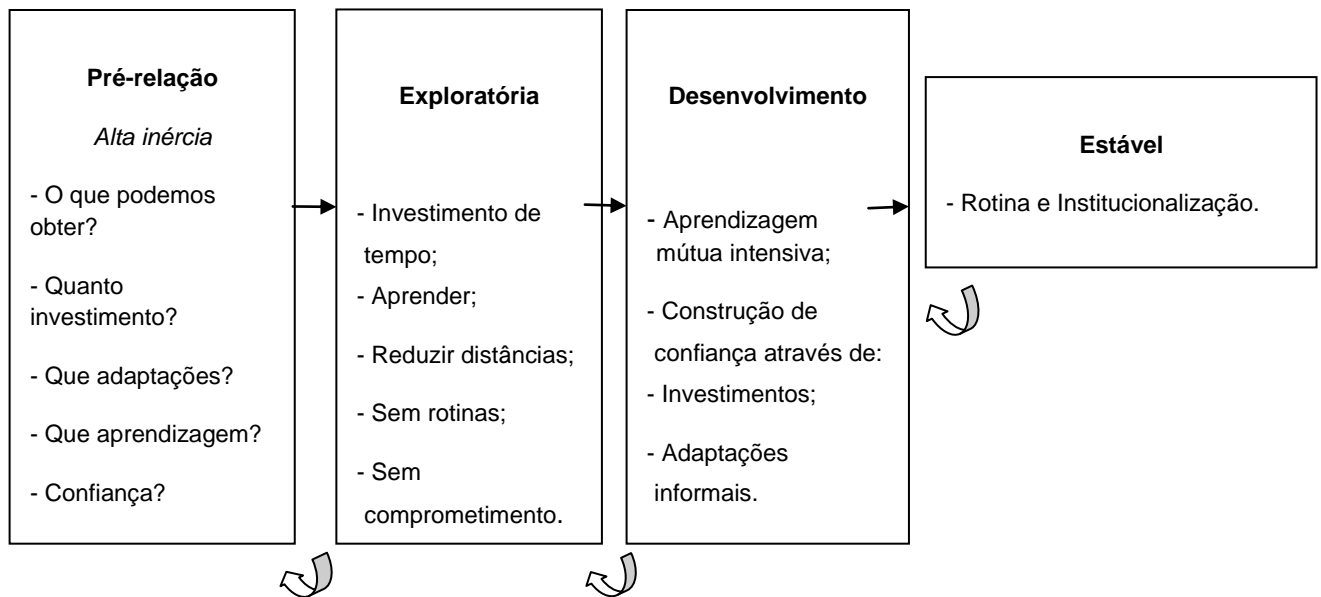 Pré-relação
Alta inércia
- O que podemos
obter?
- Quanto
investimento?
- Que adaptações?
- Que aprendizagem?
- Confiança?
Exploratória
- Investimento de
tempo;
- Aprender;
- Reduzir distâncias;
- Sem rotinas;
- Sem
comprometimento.
Desenvolvimento
- Aprendizagem
mútua intensiva;
- Construção de
confiança através de:
- Investimentos;
- Adaptações
informais.
Estável
- Rotina e Institucionalização.